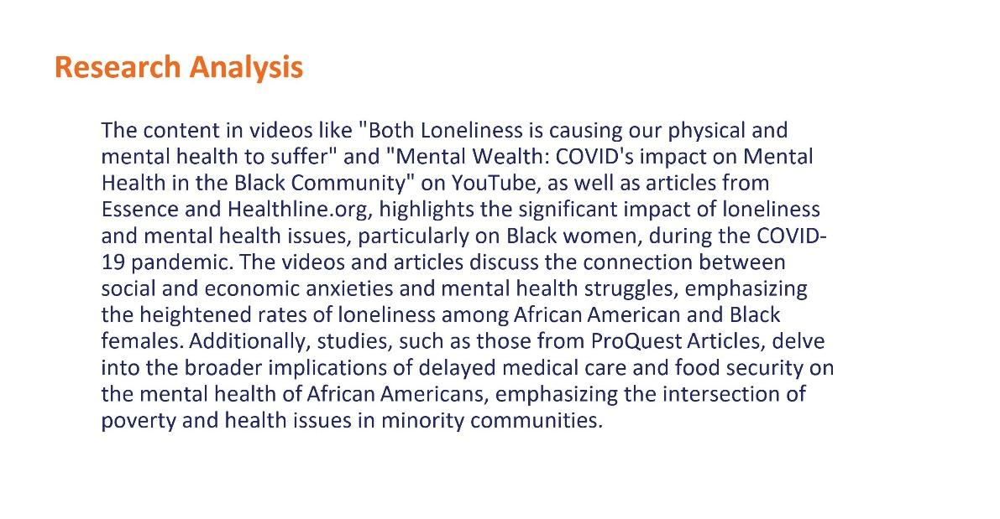 Research Analysis
The content in videos like "Both Loneliness is causing our physical and
mental health to suffer" and "Mental Wealth: COVID's impact on Mental
Health in the Black Community" on YouTube, as well as articles from
Essence and Healthline.org, highlights the significant impact of loneliness
and mental health issues, particularly on Black women, during the COVID-
19 pandemic. The videos and articles discuss the connection between
social and economic anxieties and mental health struggles, emphasizing
the heightened rates of loneliness among African American and Black
females. Additionally, studies, such as those from ProQuest Articles, delve
into the broader implications of delayed medical care and food security on
the mental health of African Americans, emphasizing the intersection of
poverty and health issues in minority communities.